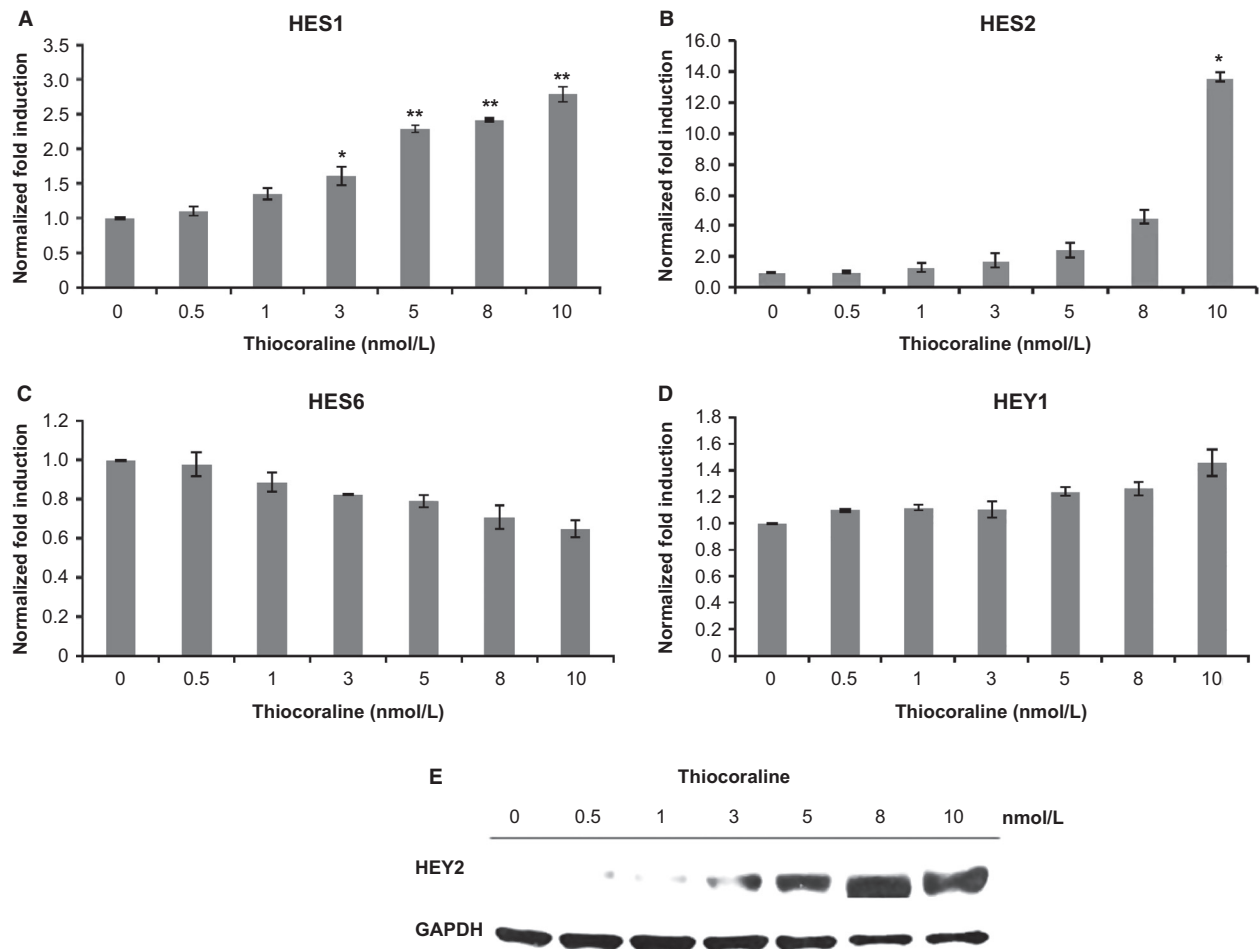 A
HES1
Normalized fold induction
3.5
3.0
2.5
2.0
1.5
1.0
0.5
0
* ** ** **
0 0.5 1 3 5 8 10
Thiocoraline (nmol/L)
B
HES2
Normalized fold induction
16.0
14.0
12.0
10.0
8.0
6.0
4.0
2.0
0.0
*
0 0.5 1 3 5 8 10
Thiocoraline (nmol/L)
C
HES6
Normalized fold induction
1.2
1.0
0.8
0.6
0.4
0.2
0
0 0.5 1 3 5 8 10
Thiocoraline (nmol/L)
D
HEY1
Normalized fold induction
1.8
1.6
1.4
1.2
1.0
0.8
0.6
0.4
0.2
0
0 0.5 1 3 5 8 10
Thiocoraline (nmol/L)
E
Thiocoraline
0 0.5 1 3 5 8 10 nmol/L
HEY2
GAPDH